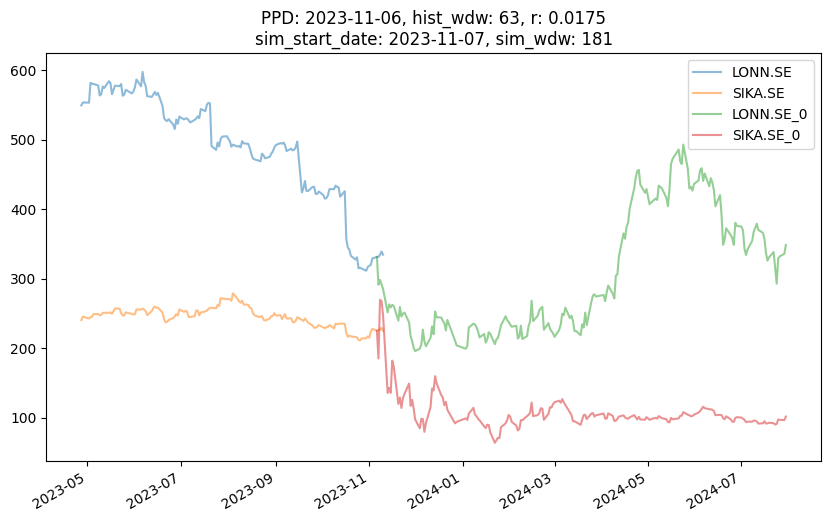 PPD: 2023-11-06, hist_wdw: 63, r: 0.0175
sim_start_date: 2023-11-07, sim_wdw: 181
LONN.SE
SIKA.SE
LONN.SE_0
SIKA.SE_0
600
500
400
300
200
100
2023-05
2023-07
2023-09
2023-11
2024-01
2024-03
2024-05
2024-07